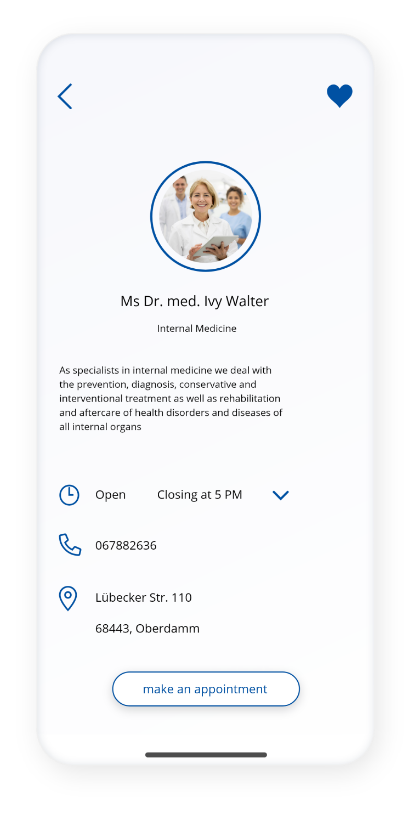 Ms Dr. med. Ivy Walter
Internal Medicine
As specialists in internal medicine we deal with
the prevention, diagnosis, conservative and
interventional treatment as well as rehabilitation
and aftercare of health disorders and diseases of
all internal organs
Open Closing at 5 PM
067882636
Lübecker Str. 110
68443, Oberdamm
make an appointment